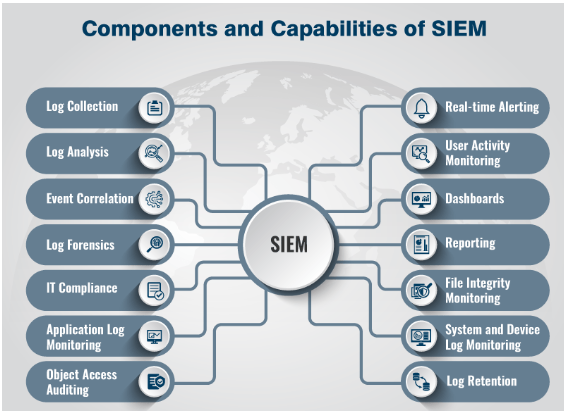 Components and Capabilities of SIEM
Log Collection
Log Analysis
Event Correlation
Log Forensics
IT Compliance
Application Log
Monitoring
Object Access
Auditing
SIEM
Real-time Alerting
User Activity
Monitoring
Dashboards
Reporting
File Integrity
Monitoring
System and Device
Log Monitoring
Log Retention